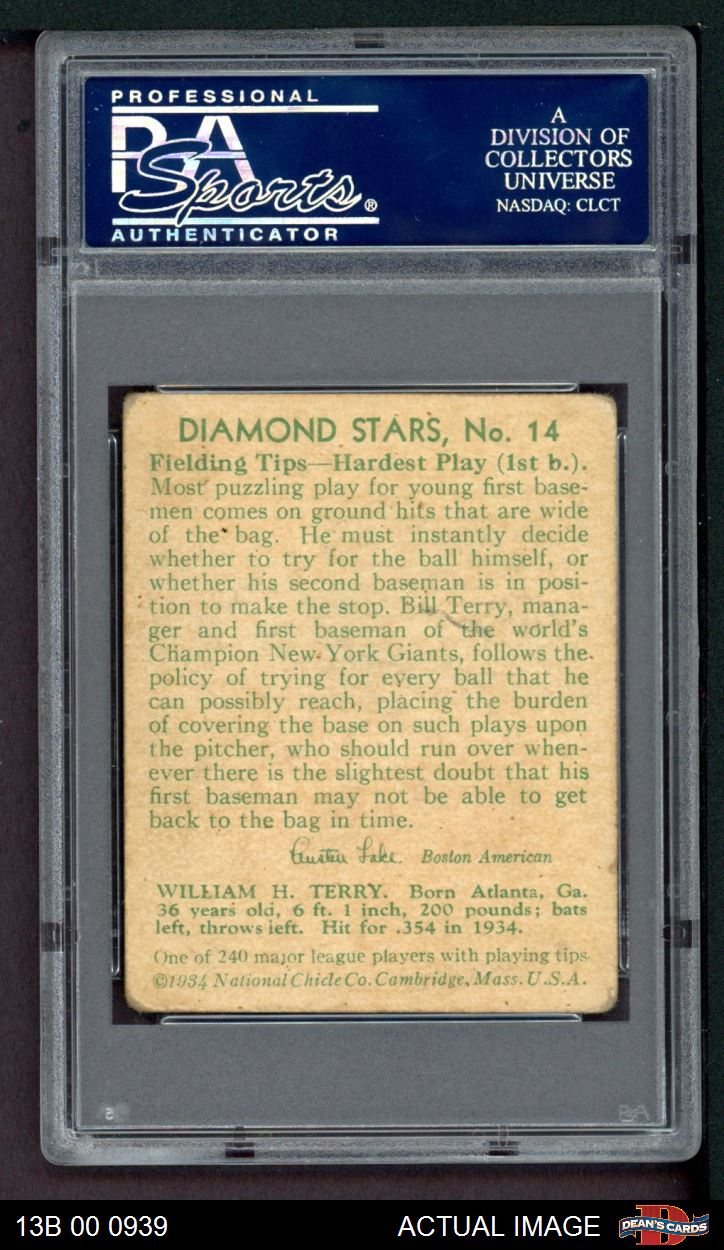 PROFESSIONAL
PSA
Sports®
AUTHENTICATOR
A
DIVISION OF
COLLECTORS
UNIVERSE
NASDAQ: CLCT
DIAMOND STARS, No. 14
Fielding Tips—Hardest Play (1st b.).
Most puzzling play for young first base-
men comes on ground hits that are wide
of the bag. He must instantly decide
whether to try for the ball himself, or
whether his second baseman is in posi-
tion to make the stop. Bill Terry, mana-
ger and first baseman of the world's
Champion New York Giants, follows the
policy of trying for every ball that he
can possibly reach, placing the burden
of covering the base on such plays upon
the pitcher, who should run over when-
ever there is the slightest doubt that his
first baseman may not be able to get
back to the bag in time.
Austen Lake Boston American
WILLIAM H. TERRY. Born Atlanta, Ga.
36 years old, 6 ft. 1 inch, 200 pounds; bats
left, throws left. Hit for .354 in 1934.
One of 240 major league players with playing tips
©1934 National Chicle Co. Cambridge, Mass. U.S.A.
PSA
13B 00 0939
ACTUAL IMAGE
D
DEAN'S CARDS